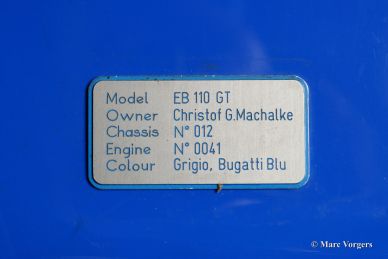 Model EB 110 GT
Owner Christof G.Machalke
Chassis N° 012
Engine N° 0041
Colour Grigio, Bugatti Blu
© Marc Vorgers